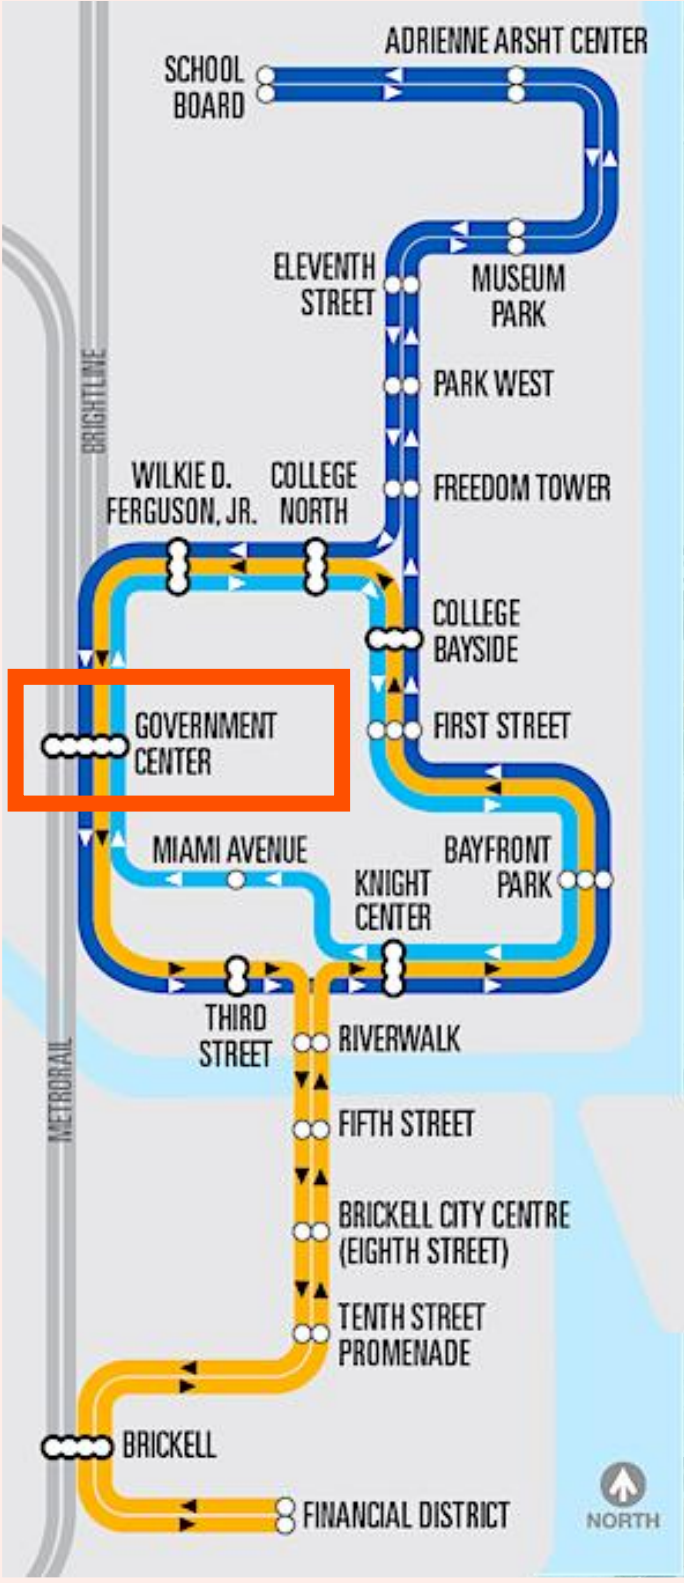 ADRIENNE ARSHT CENTER
SCHOOL
BOARD
ELEVENTH
STREET
MUSEUM
PARK
BRIGHTLINE
PARK WEST
WILKIE D.
FERGUSON, JR.
COLLEGE
NORTH
FREEDOM TOWER
COLLEGE
BAYSIDE
GOVERNMENT
CENTER
FIRST STREET
MIAMI AVENUE
BAYFRONT
PARK
KNIGHT
CENTER
THIRD
STREET
RIVERWALK
METRORAIL
FIFTH STREET
BRICKELL CITY CENTRE
(EIGHTH STREET)
TENTH STREET
PROMENADE
BRICKELL
FINANCIAL DISTRICT
NORTH